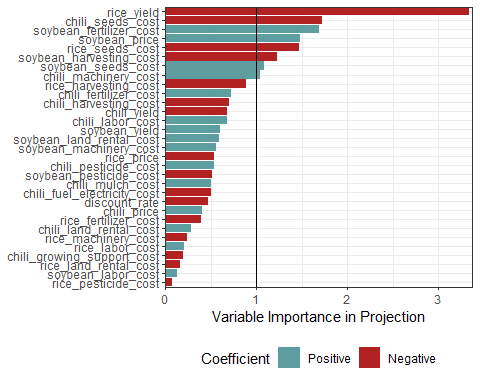 rice_yield
chili_seeds_cost
soybean_fertilizer_cost
soybean_price
rice_seeds_cost
soybean_harvesting_cost
soybean_seeds_cost
chili_machinery_cost
rice_harvesting_cost
chili_fertilizer_cost
chili_harvesting_cost
chili_yield
chili_labor_cost
soybean_yield
soybean_land_rental_cost
soybean_machinery_cost
rice_price
chili_pesticide_cost
soybean_pesticide_cost
chili_mulch_cost
chili_fuel_electricity_cost
discount_rate
chili_price
rice_fertilizer_cost
chili_land_rental_cost
rice_machinery_cost
rice_labor_cost
chili_growing_support_cost
rice_land_rental_cost
soybean_labor_cost
rice_pesticide_cost
0 1 2 3
Variable Importance in Projection
Coefficient Positive Negative